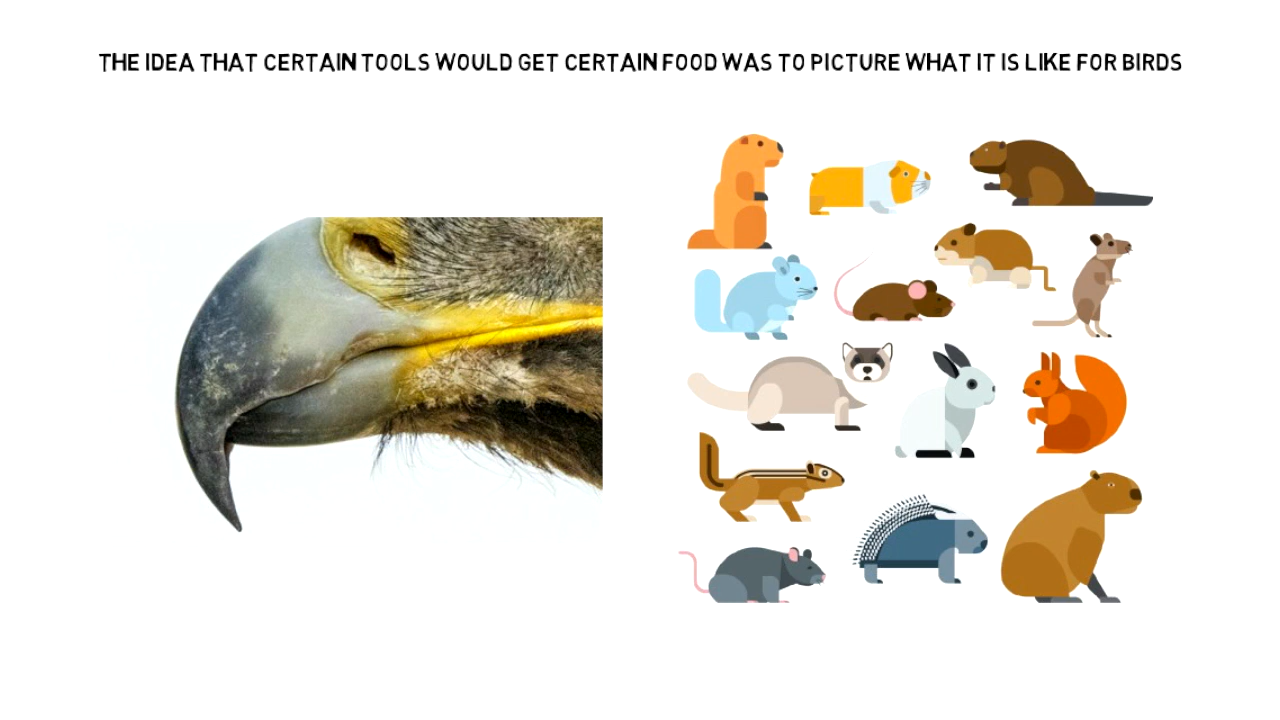 THE IDEA THAT CERTAIN TOOLS WOULD GET CERTAIN FOOD WAS TO PICTURE WHAT IT IS LIKE FOR BIRDS